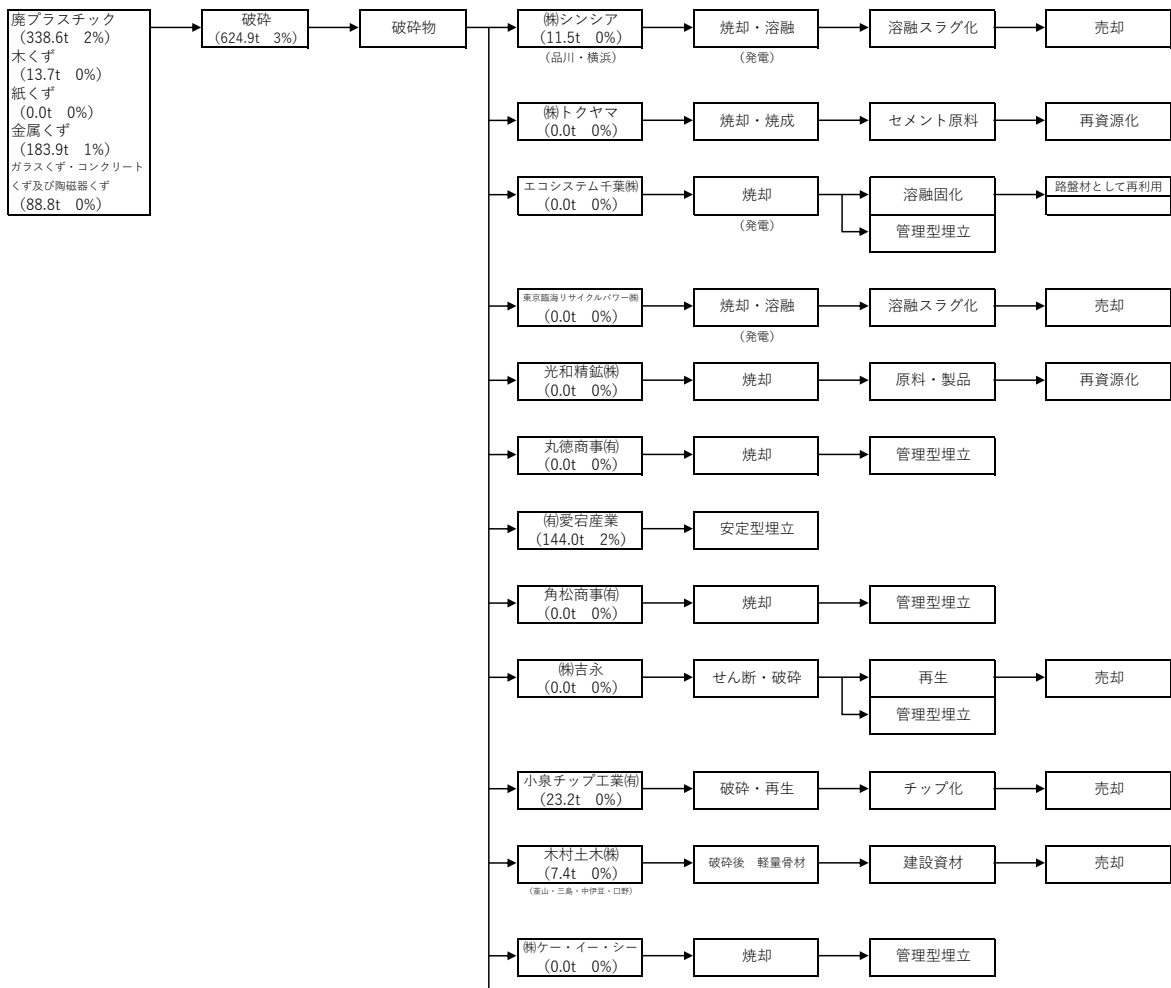 廃プラスチック
(338.6t 2%)
木くず
(13.7t 0%)
紙くず
(0.0t 0%)
金属くず
(183.9t 1%)
ガラスくず・コンクリート
くず及び陶磁器くず
(88.8t 0%)
破砕
(624.9t 3%)
破砕物
㈱シンシア
(11.5t 0%)
(品川・横浜)
焼却・溶融
(発電)
溶融スラグ化
売却
㈱トクヤマ
(0.0t 0%)
焼却・焼成
セメント原料
再資源化
エコシステム千葉㈱
(0.0t 0%)
焼却
(発電)
溶融固化
管理型埋立
路盤材として再利用
東京臨海リサイクルパワー㈱
(0.0t 0%)
焼却・溶融
(発電)
溶融スラグ化
売却
光和精鉱㈱
(0.0t 0%)
焼却
原料・製品
再資源化
丸徳商事㈲
(0.0t 0%)
焼却
管理型埋立
㈲愛宕産業
(144.0t 2%)
安定型埋立
角松商事㈲
(0.0t 0%)
焼却
管理型埋立
㈱吉永
(0.0t 0%)
せん断・破砕
再生
管理型埋立
売却
小泉チップ工業㈲
(23.2t 0%)
破砕・再生
チップ化
売却
木村土木㈱
(7.4t 0%)
(韮山・三島・中伊豆・口野)
破砕後 軽量骨材
建設資材
売却
㈱ケー・イー・シー
(0.0t 0%)
焼却
管理型埋立